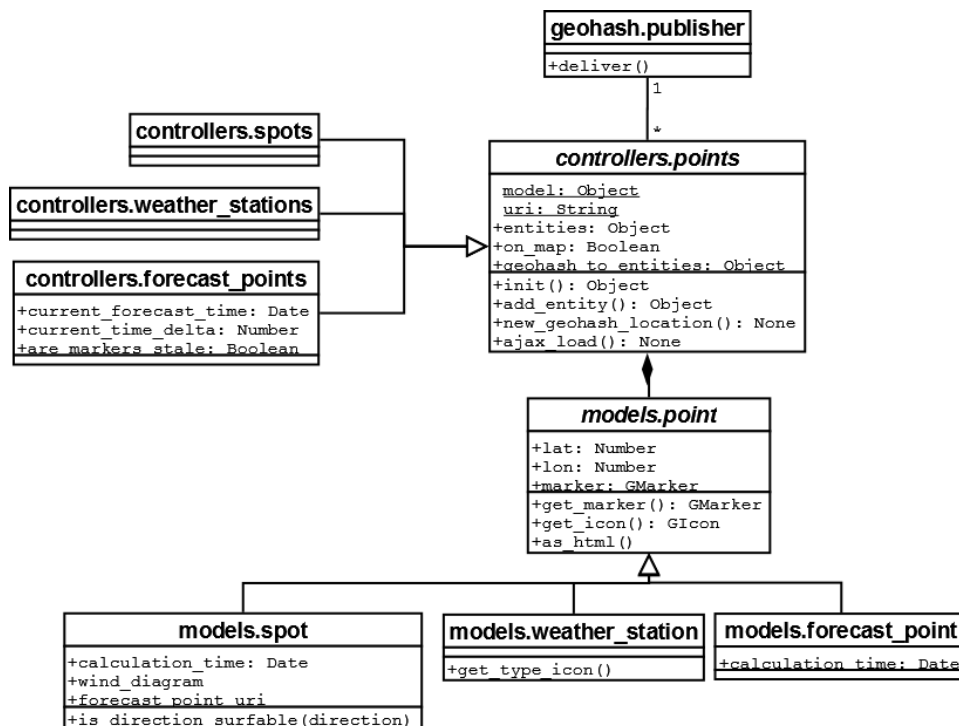 geohash.publisher
+deliver()
1
*
controllers.spots
controllers.weather_stations
controllers.forecast_points
+current_forecast_time: Date
+current_time_delta: Number
+are_markers_stale: Boolean
controllers.points
model: Object
uri: String
+entities: Object
+on_map: Boolean
+geohash_to_entities: Object
+init(): Object
+add_entity(): Object
+new_geohash_location(): None
+ajax_load(): None
models.point
+lat: Number
+lon: Number
+marker: GMarker
+get_marker(): GMarker
+get_icon(): GIcon
+as_html()
models.spot
+calculation_time: Date
+wind_diagram
+forecast_point_uri
+is_direction_surfable(direction)
models.weather_station
+get_type_icon()
models.forecast_point
+calculation_time: Date